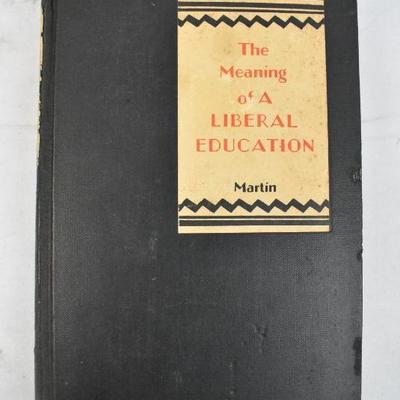 The
Meaning
of A
LIBERAL
EDUCATION
Martin